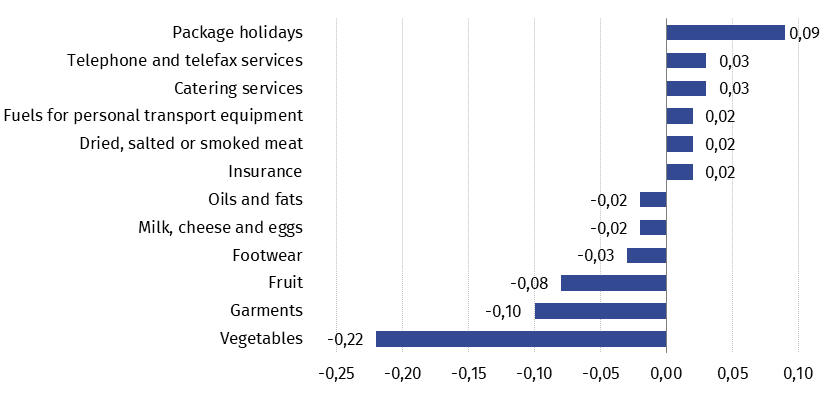 Package holidays 0,09
Telephone and telefax services 0,03
Catering services 0,03
Fuels for personal transport equipment 0,02
Dried, salted or smoked meat 0,02
Insurance 0,02
Oils and fats -0,02
Milk, cheese and eggs -0,02
Footwear -0,03
Fruit -0,08
Garments -0,10
Vegetables -0,22
-0,25 -0,20 -0,15 -0,10 -0,05 0,00 0,05 0,10